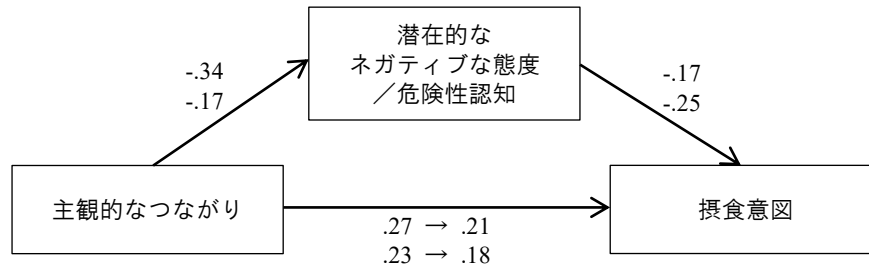 潜在的な
ネガティブな態度
／危険性認知
-.34
-.17
-.17
-.25
主観的なつながり
摂食意図
.27 → .21
.23 → .18